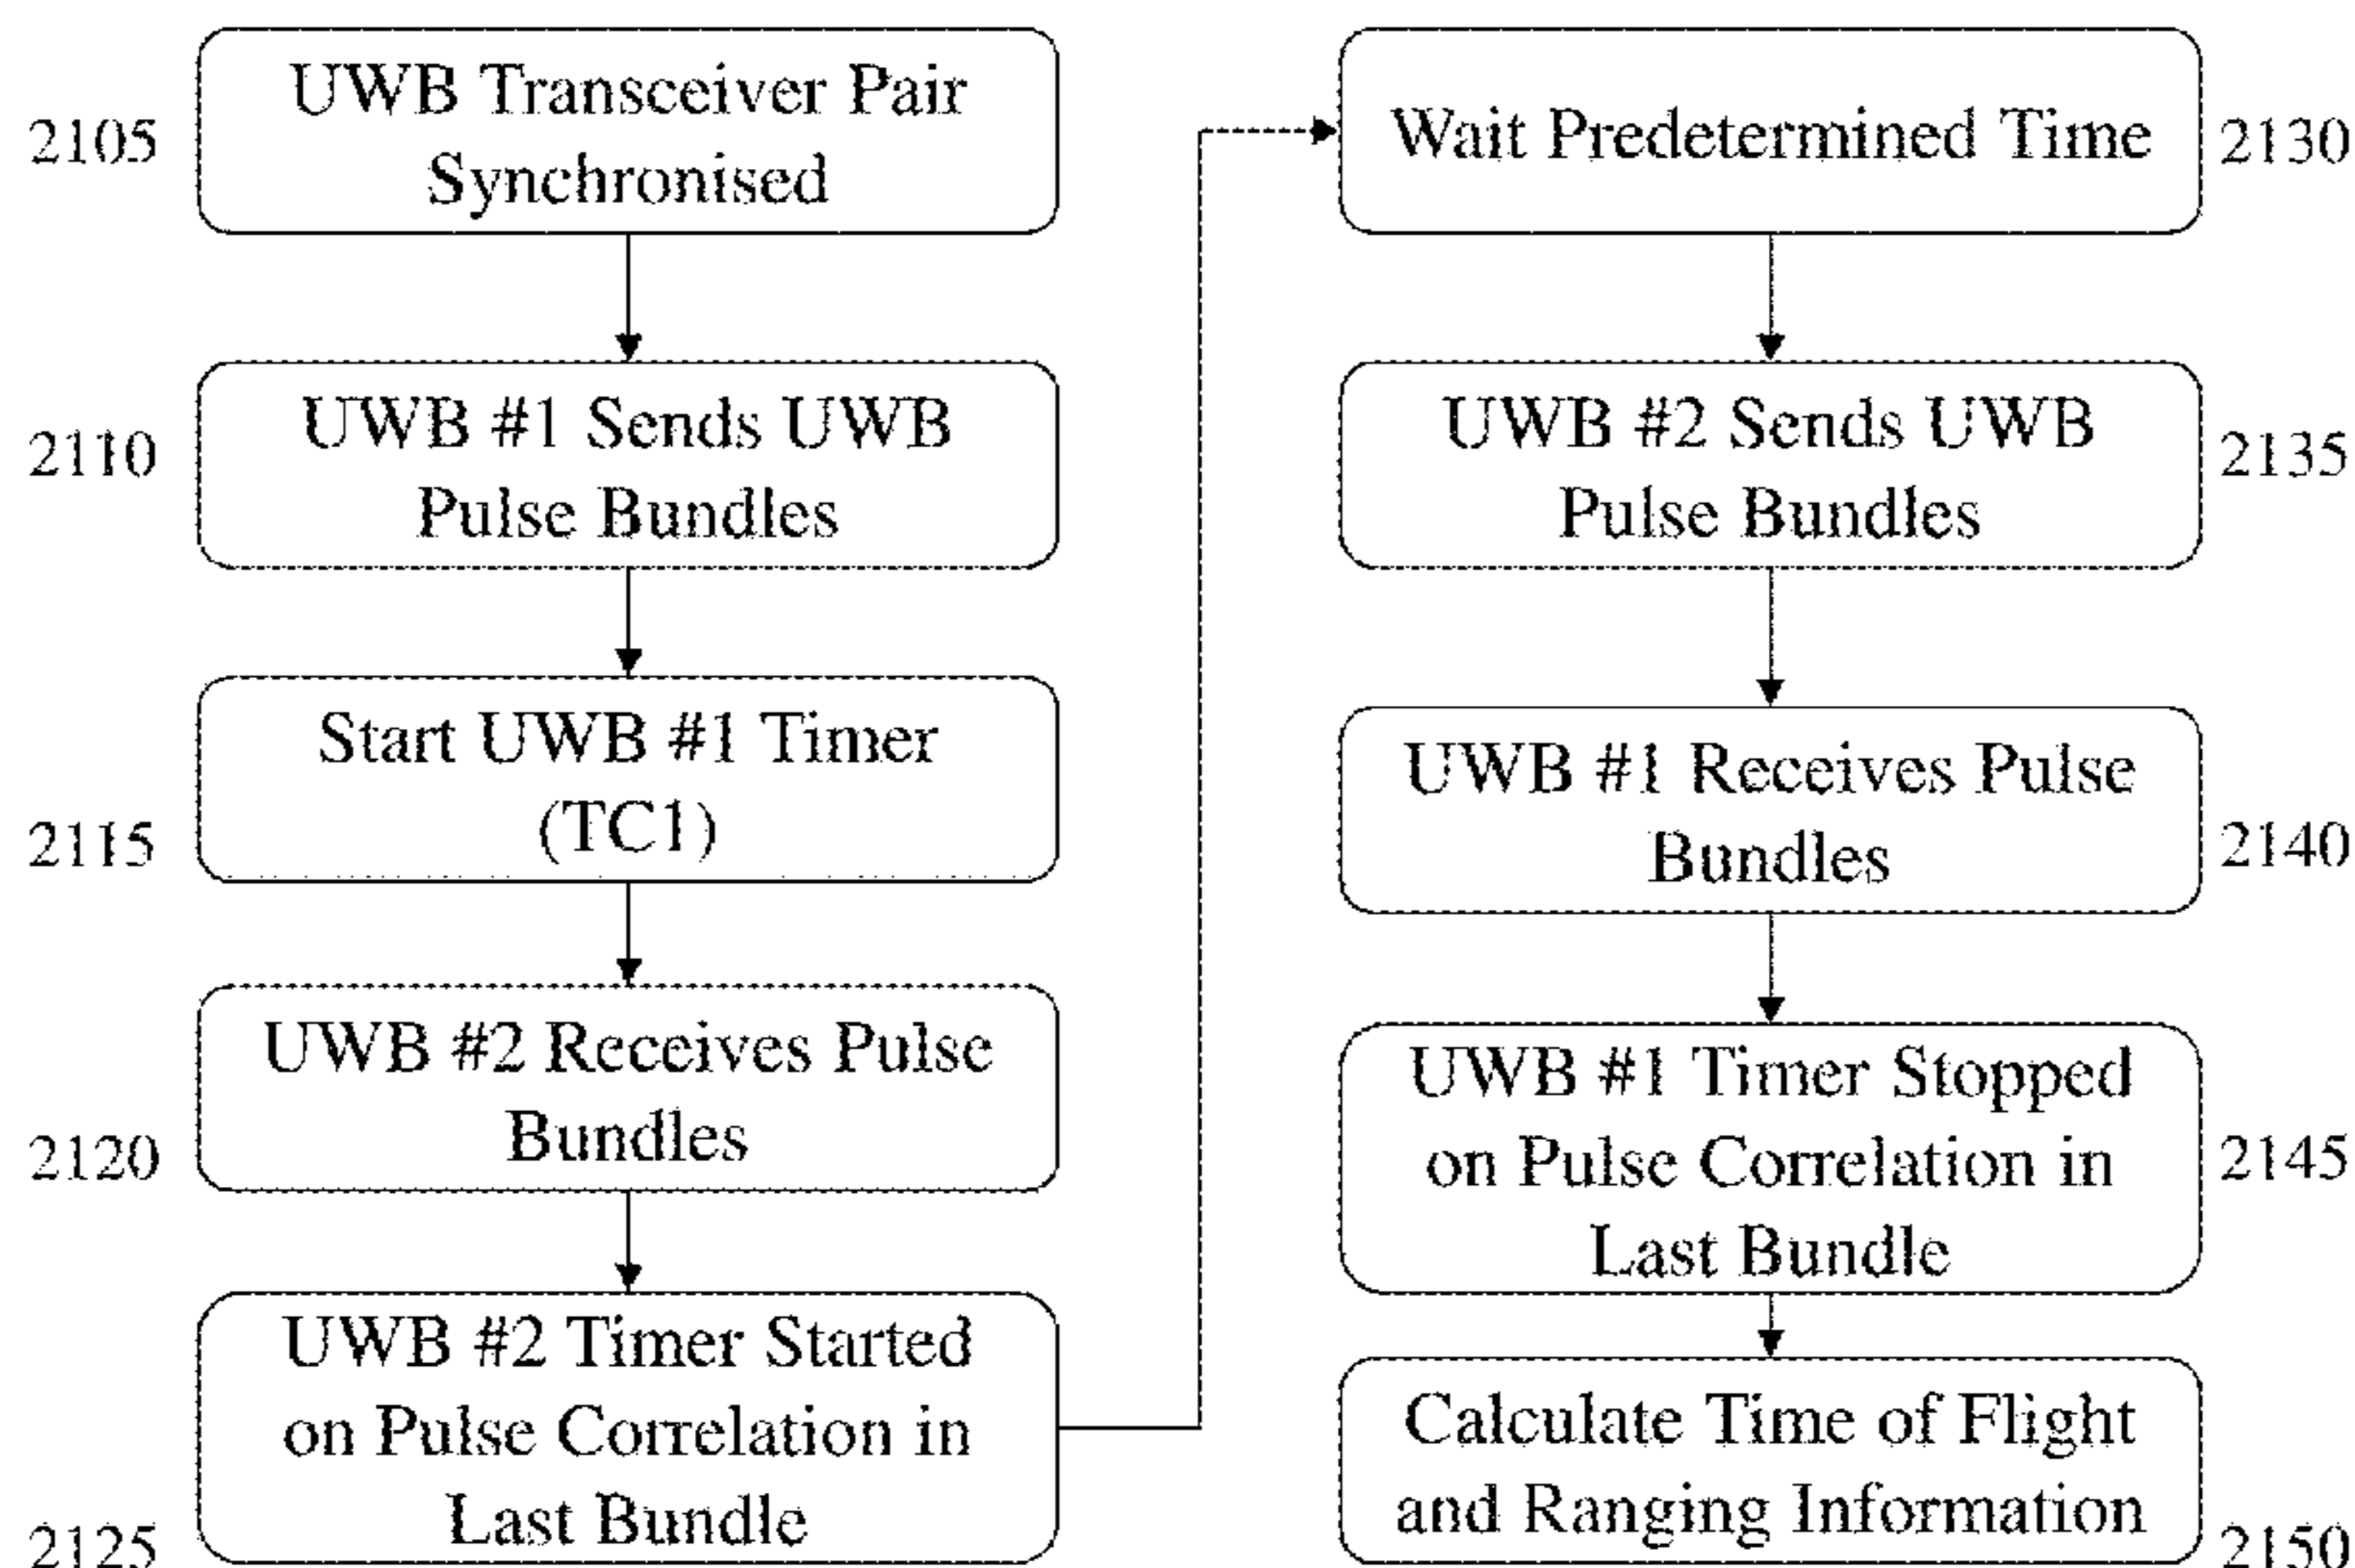 2105
UWB Transceiver Pair
Synchronised
2110
UWB #1 Sends UWB
Pulse Bundles
2115
Start UWB #1 Timer
(TC1)
2120
UWB #2 Receives Pulse
Bundles
2125
UWB #2 Timer Started
on Pulse Correlation in
Last Bundle
Wait Predetermined Time
2130
UWB #2 Sends UWB
Pulse Bundles
2135
UWB #1 Receives Pulse
Bundles
2140
UWB #1 Timer Stopped
on Pulse Correlation in
Last Bundle
2145
Calculate Time of Flight
and Ranging Information
2150